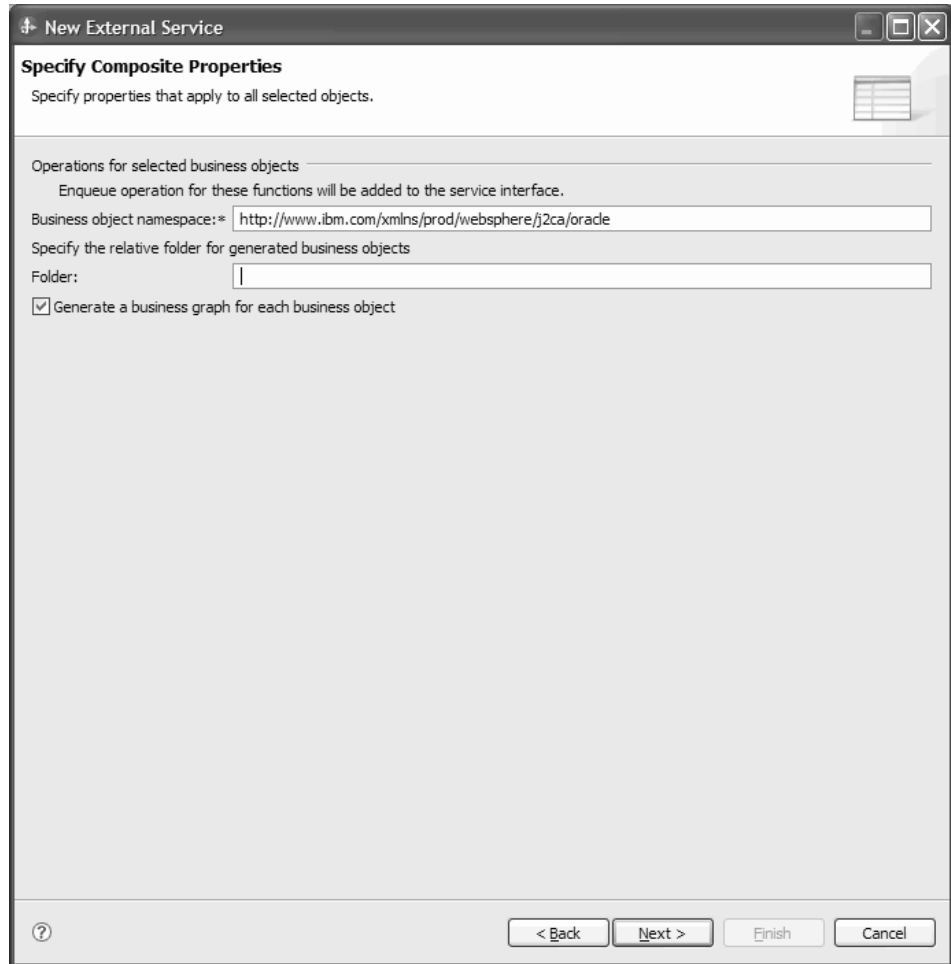 New External Service
Specify Composite Properties
Specify properties that apply to all selected objects.
Operations for selected business objects
Enqueue operation for these functions will be added to the service interface.
Business object namespace:* http://www.ibm.com/xmlns/prod/websphere/j2ca/oracle
Specify the relative folder for generated business objects
Folder:
Generate a business graph for each business object
? < Back Next > Finish Cancel